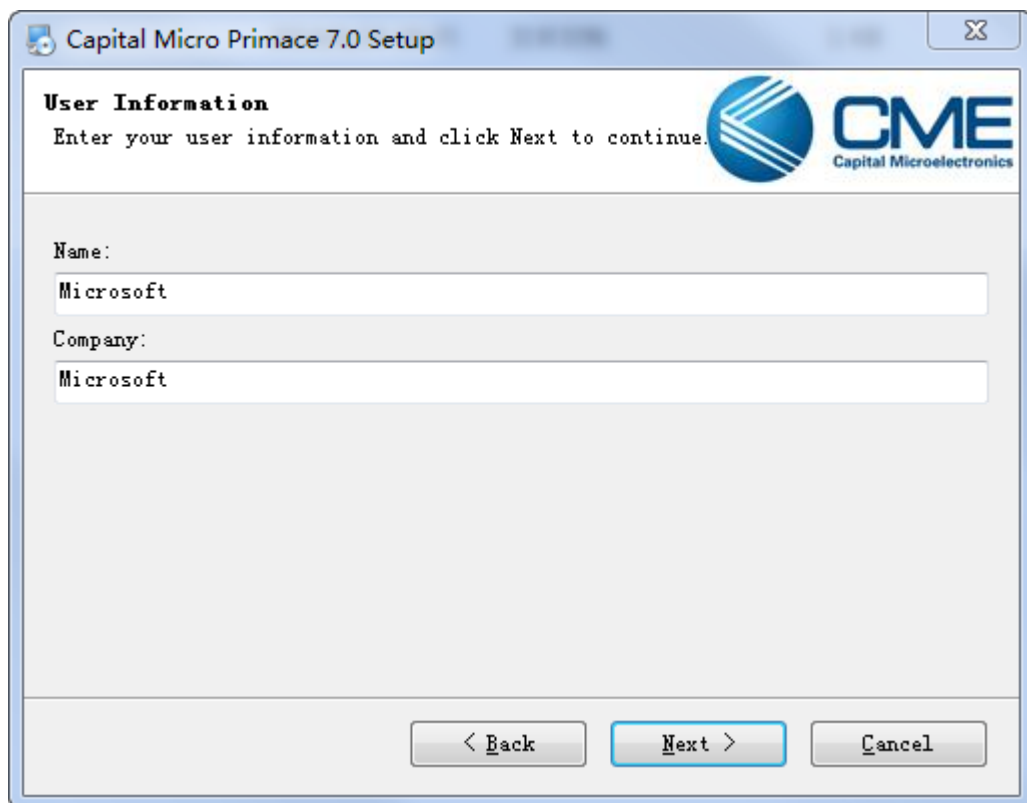 Capital Micro Primace 7.0 Setup
User Information
Enter your user information and click Next to continue.
CME
Capital Microelectronics
Name:
Microsoft
Company:
Microsoft
< Back
Next >
Cancel